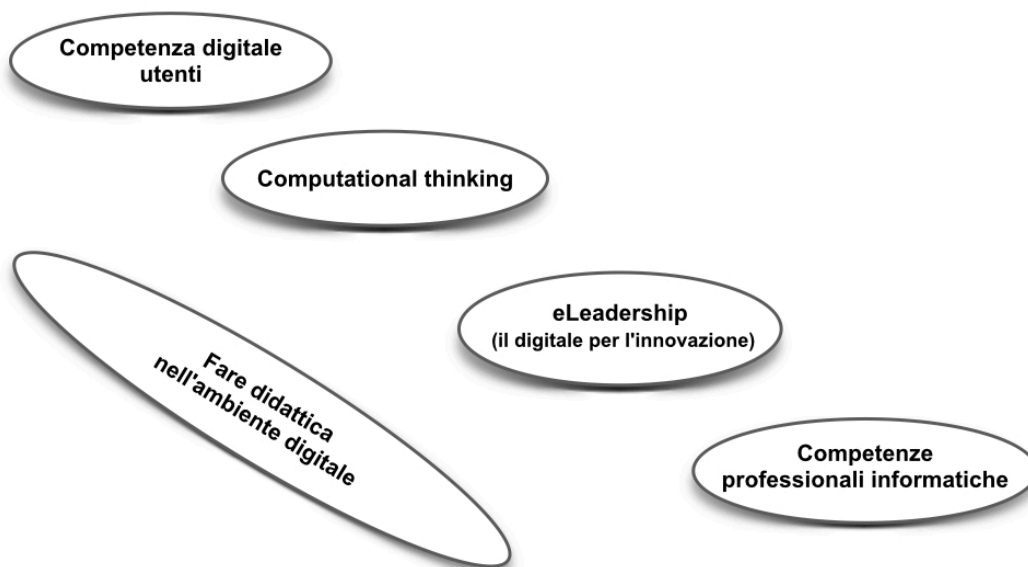 Competenza digitale
utenti
Computational thinking
eLeadership
(il digitale per l'innovazione)
Fare didattica
nell'ambiente digitale
Competenze
professionali informatiche